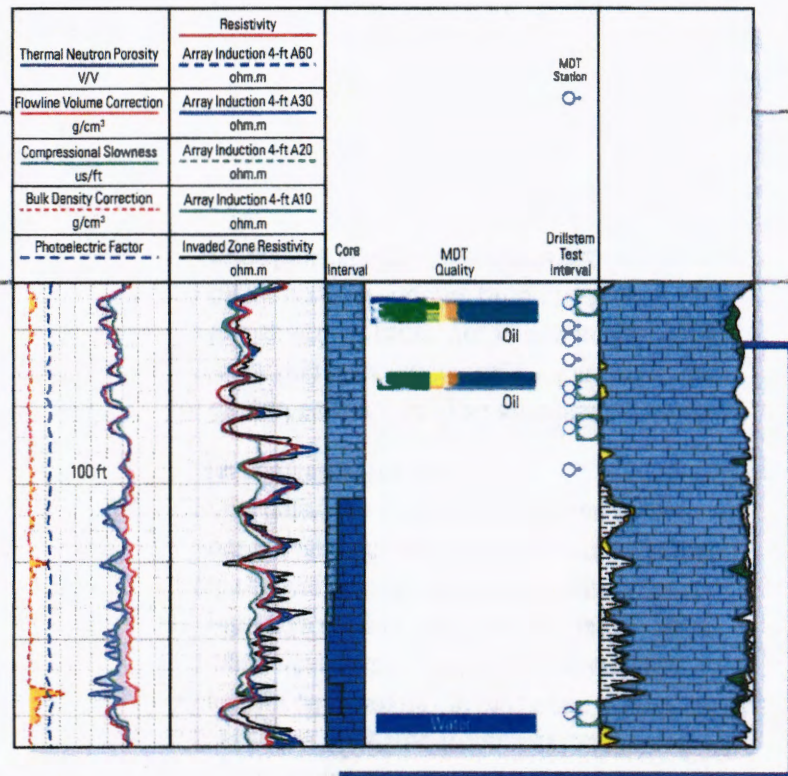 Resistivity
Thermal Neutron Porosity
V/V
Array Induction 4-ft A60
ohm.m
MDT
Station
Flowline Volume Correction
g/cm³
Array Induction 4-ft A30
ohm.m
Compressional Slowness
us/ft
Array Induction 4-ft A20
ohm.m
Bulk Density Correction
g/cm³
Array Induction 4-ft A10
ohm.m
Photoelectric Factor
Invaded Zone Resistivity
ohm.m
Core
Interval
MDT
Quality
Drillstem
Test
Interval
Oil
Oil
100 ft
Water